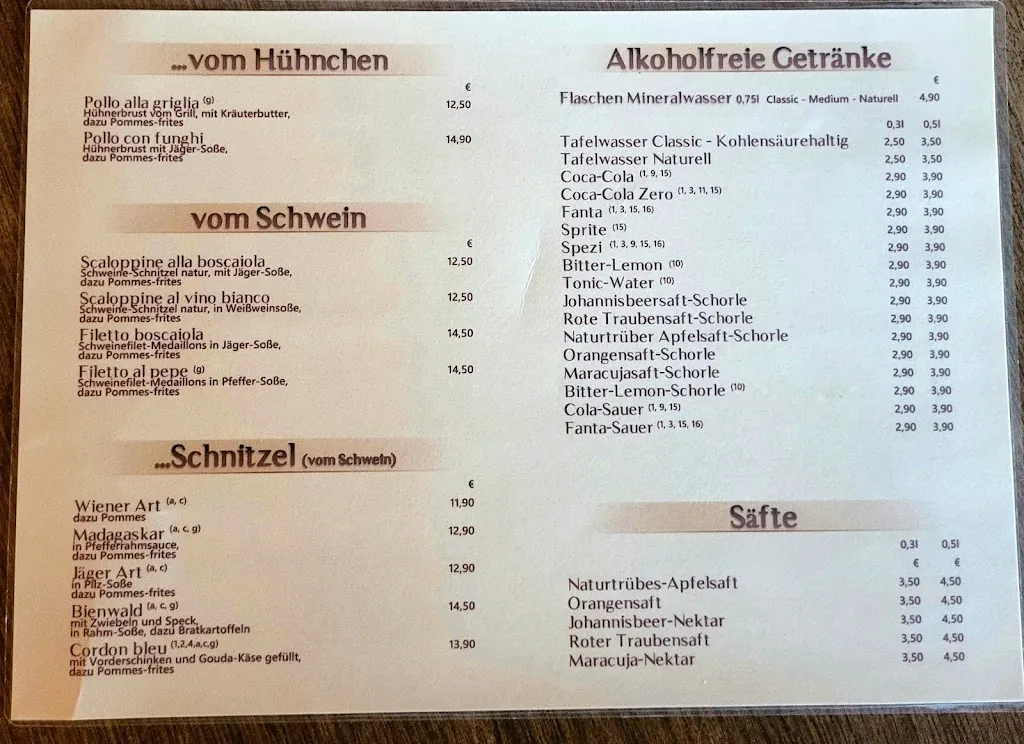 ...vom Hühnchen
€
Pollo alla griglia (g) 12,50
Hühnerbrust vom Grill, mit Kräuterbutter,
dazu Pommes-frites
Pollo con funghi 14,90
Hühnerbrust mit Jäger-Soße,
dazu Pommes-frites
vom Schwein
€
Scaloppine alla boscaiola 12,50
Schweine-Schnitzel natur, mit Jäger-Soße,
dazu Pommes-frites
Scaloppine al vino bianco 12,50
Schweine-Schnitzel natur, in Weißweinsoße,
dazu Pommes-frites
Filetto boscaiola 14,50
Schweinefilet-Medaillons in Jäger-Soße,
dazu Pommes-frites
Filetto al pepe (g) 14,50
Schweinefilet-Medaillons in Pfeffer-Soße,
dazu Pommes-frites
...Schnitzel (vom Schwein)
€
Wiener Art (a, c) 11,90
dazu Pommes
Madagaskar (a, c, g) 12,90
in Pfefferrahmsauce,
dazu Pommes-frites
Jäger Art (a, c) 12,90
in Pilz-Soße
dazu Pommes-frites
Bienwald (a, c, g) 14,50
mit Zwiebeln und Speck,
in Rahm-Soße, dazu Bratkartoffeln
Cordon bleu (1,2,4,a,c,g) 13,90
mit Vorderschinken und Gouda-Käse gefüllt,
dazu Pommes-frites
Alkoholfreie Getränke
€
Flaschen Mineralwasser 0,75l Classic - Medium - Naturell 4,90
0,3l 0,5l
Tafelwasser Classic - Kohlensäurehaltig 2,50 3,50
Tafelwasser Naturell 2,50 3,50
Coca-Cola (1, 9, 15) 2,90 3,90
Coca-Cola Zero (1, 3, 11, 15) 2,90 3,90
Fanta (1, 3, 15, 16) 2,90 3,90
Sprite (15) 2,90 3,90
Spezi (1, 3, 9, 15, 16) 2,90 3,90
Bitter-Lemon (10) 2,90 3,90
Tonic-Water (10) 2,90 3,90
Johannisbeersaft-Schorle 2,90 3,90
Rote Traubensaft-Schorle 2,90 3,90
Naturtrüber Apfelsaft-Schorle 2,90 3,90
Orangensaft-Schorle 2,90 3,90
Maracujasaft-Schorle 2,90 3,90
Bitter-Lemon-Schorle (10) 2,90 3,90
Cola-Sauer (1, 9, 15) 2,90 3,90
Fanta-Sauer (1, 3, 15, 16) 2,90 3,90
Säfte
0,3l 0,5l
€ €
Naturtrübes-Apfelsaft 3,50 4,50
Orangensaft 3,50 4,50
Johannisbeer-Nektar 3,50 4,50
Roter Traubensaft 3,50 4,50
Maracuja-Nektar 3,50 4,50